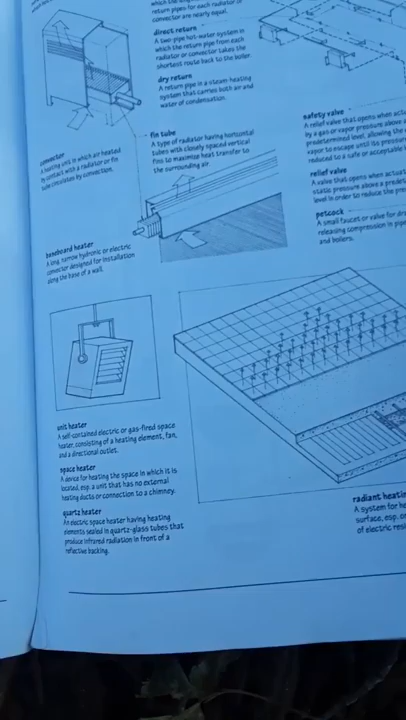 return pipes for each radiator or
convector are nearly equal.
direct return
A two-pipe hot-water system in
which the return pipe from each
radiator or convector takes the
shortest route back to the boiler.
dry return
A return pipe in a steam-heating
system that carries both air and
water of condensation.
convector
A heating unit in which air heated
by contact with a radiator or fin
tube circulates by convection.
fin tube
A type of radiator having horizontal
tubes with closely spaced vertical
fins to maximize heat transfer to
the surrounding air.
baseboard heater
A long, narrow hydronic or electric
convector designed for installation
along the base of a wall.
safety valve
A relief valve that opens when
by a gas or vapor pressure above
predetermined level, allowing the
vapor to escape until its pressure
reduced to a safe or acceptable
relief valve
A valve that opens when
static pressure above a
level in order to reduce the
petcock
A small faucet or valve for
releasing compression in
and boilers.
unit heater
A self-contained electric or gas-fired space
heater, consisting of a heating element, fan,
and a directional outlet.
space heater
A device for heating the space in which it is
located, esp. a unit that has no external
heating ducts or connection to a chimney.
quartz heater
An electric space heater having heating
elements sealed in quartz-glass tubes that
produce infrared radiation in front of a
reflective backing.
radiant
A system for
surface, esp.
of electric